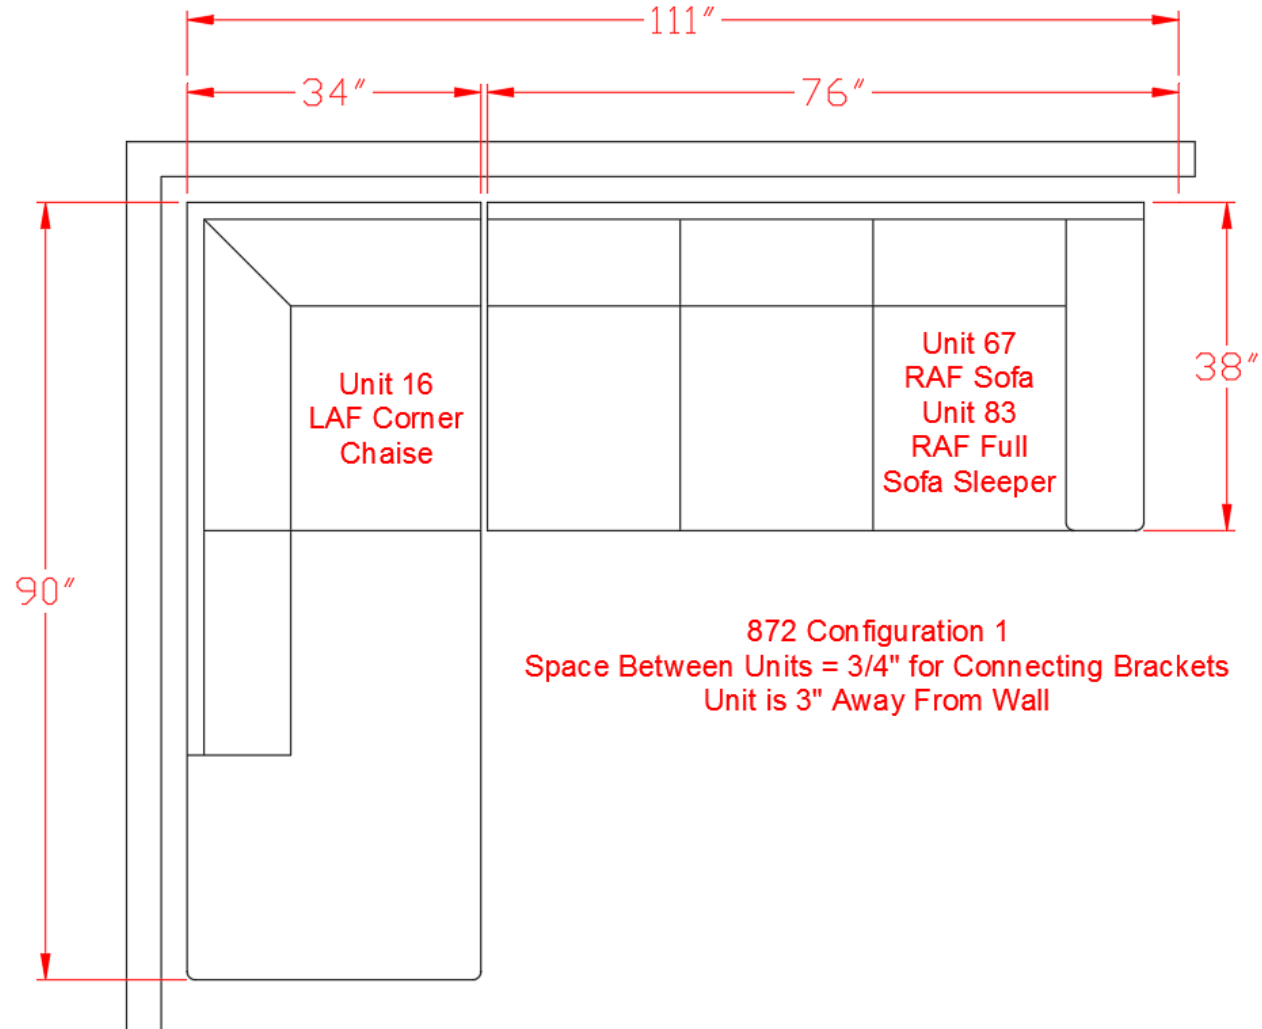 111"
34"
76"
38"
90"
Unit 16
LAF Corner
Chaise
Unit 67
RAF Sofa
Unit 83
RAF Full
Sofa Sleeper
872 Configuration 1
Space Between Units = 3/4" for Connecting Brackets
Unit is 3" Away From Wall